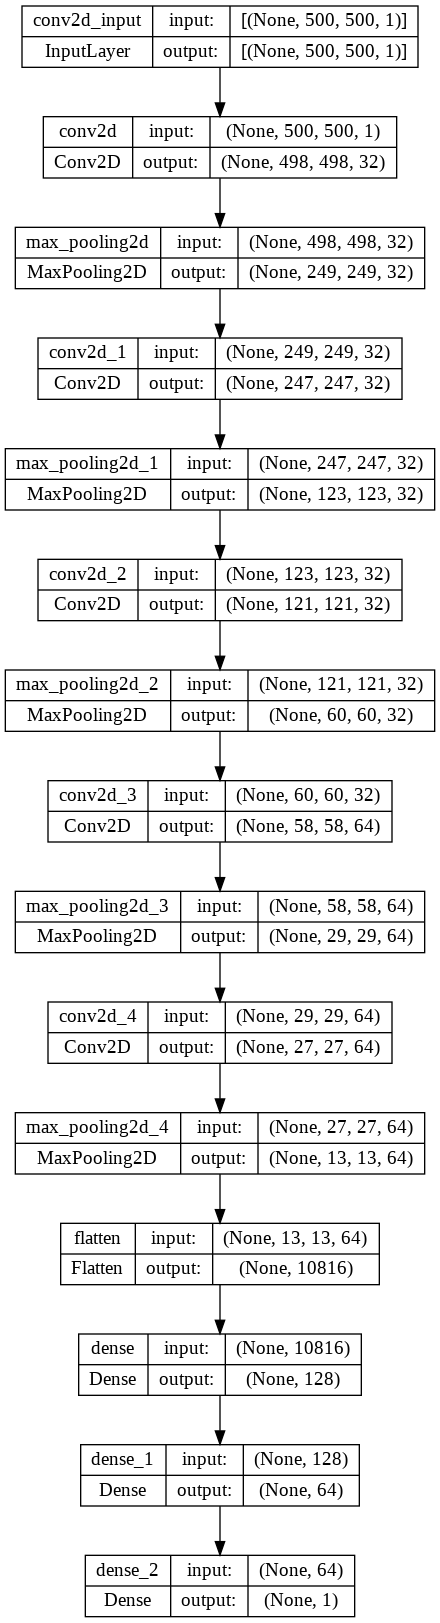 conv2d_input input: [(None, 500, 500, 1)]
InputLayer output: [(None, 500, 500, 1)]
conv2d input: (None, 500, 500, 1)
Conv2D output: (None, 498, 498, 32)
max_pooling2d input: (None, 498, 498, 32)
MaxPooling2D output: (None, 249, 249, 32)
conv2d_1 input: (None, 249, 249, 32)
Conv2D output: (None, 247, 247, 32)
max_pooling2d_1 input: (None, 247, 247, 32)
MaxPooling2D output: (None, 123, 123, 32)
conv2d_2 input: (None, 123, 123, 32)
Conv2D output: (None, 121, 121, 32)
max_pooling2d_2 input: (None, 121, 121, 32)
MaxPooling2D output: (None, 60, 60, 32)
conv2d_3 input: (None, 60, 60, 32)
Conv2D output: (None, 58, 58, 64)
max_pooling2d_3 input: (None, 58, 58, 64)
MaxPooling2D output: (None, 29, 29, 64)
conv2d_4 input: (None, 29, 29, 64)
Conv2D output: (None, 27, 27, 64)
max_pooling2d_4 input: (None, 27, 27, 64)
MaxPooling2D output: (None, 13, 13, 64)
flatten input: (None, 13, 13, 64)
Flatten output: (None, 10816)
dense input: (None, 10816)
Dense output: (None, 128)
dense_1 input: (None, 128)
Dense output: (None, 64)
dense_2 input: (None, 64)
Dense output: (None, 1)